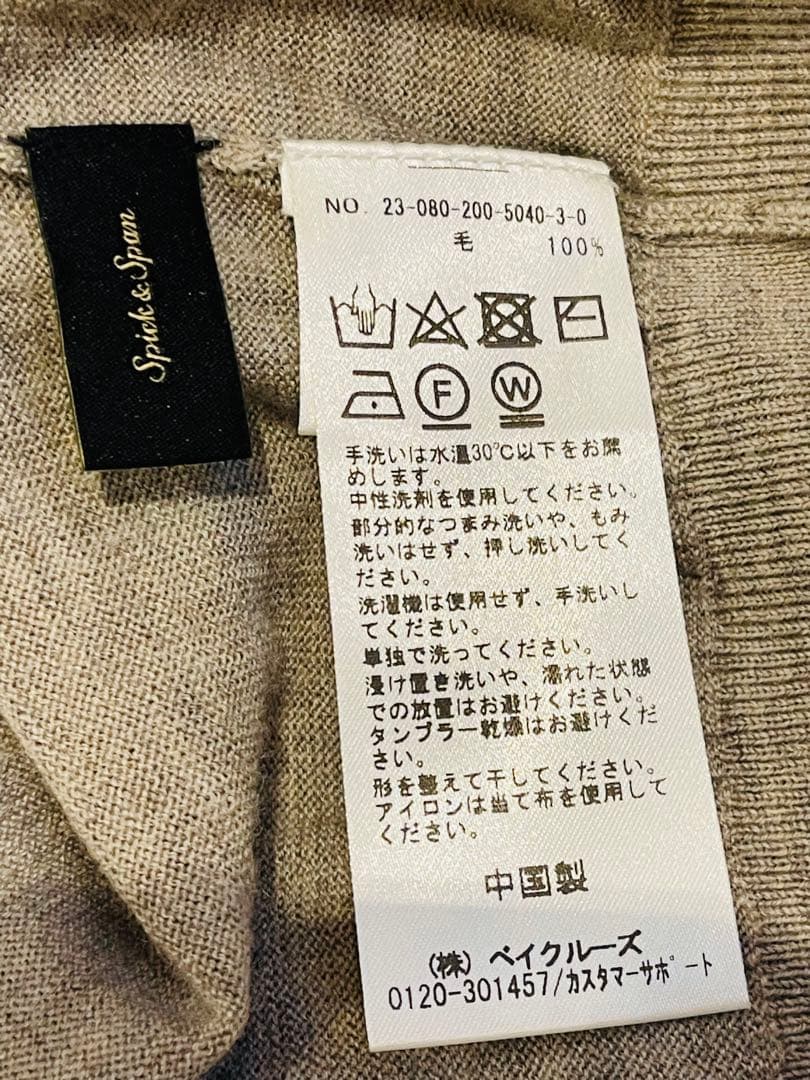 Spick & Span
NO. 23-080-200-5040-3-0
毛 100%
F
W
手洗いは水温30℃以下をお薦
めします。
中性洗剤を使用してください。
部分的なつまみ洗いや、もみ
洗いはせず、押し洗いしてく
ださい。
洗濯機は使用せず、手洗いし
てください。
単独で洗ってください。
浸け置き洗いや、濡れた状態
での放置はお避けください。
タンブラー乾燥はお避けくだ
さい。
形を整えて干してください。
アイロンは当て布を使用して
ください。
中国製
(株) ベイクルーズ
0120-301457/カスタマーサポート